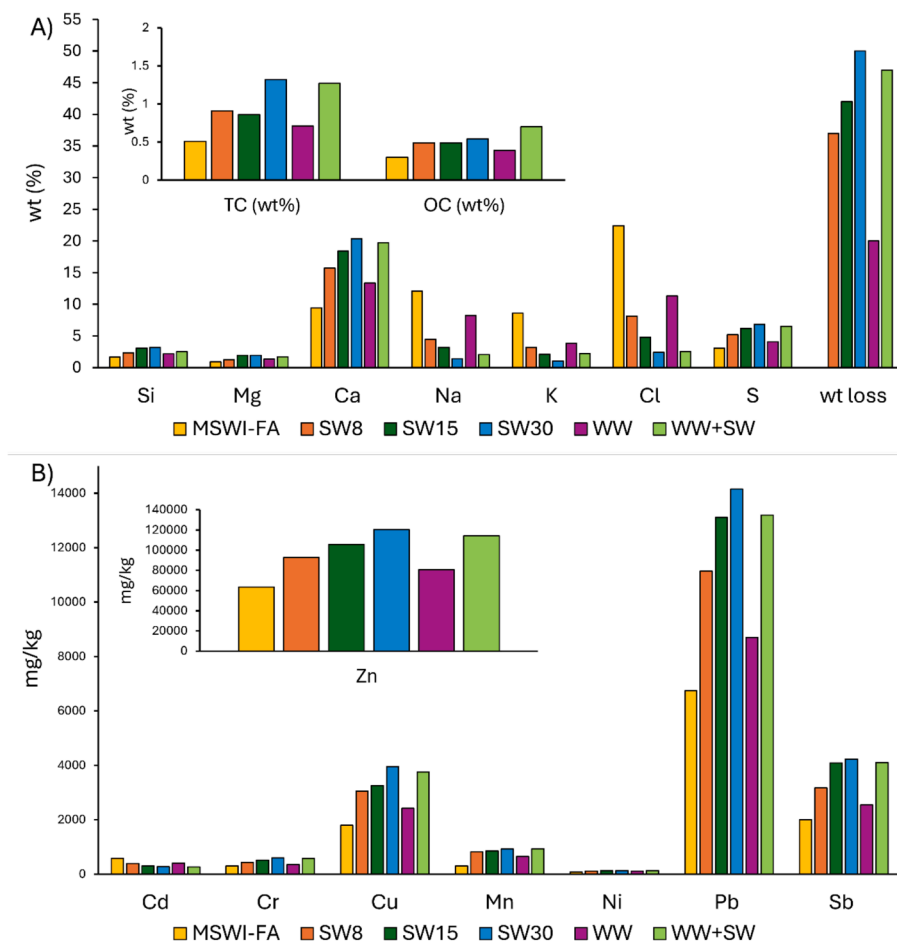 A)
wt (%)
55
50
45
40
35
30
25
20
15
10
5
0
wt (%)
2
1.5
1
0.5
0
TC (wt%) OC (wt%)
Si Mg Ca Na K Cl S wt loss
MSWI-FA SW8 SW15 SW30 WW WW+SW
B)
mg/kg
14000
12000
10000
8000
6000
4000
2000
0
mg/kg
140000
120000
100000
80000
60000
40000
20000
0
Zn
Cd Cr Cu Mn Ni Pb Sb
MSWI-FA SW8 SW15 SW30 WW WW+SW